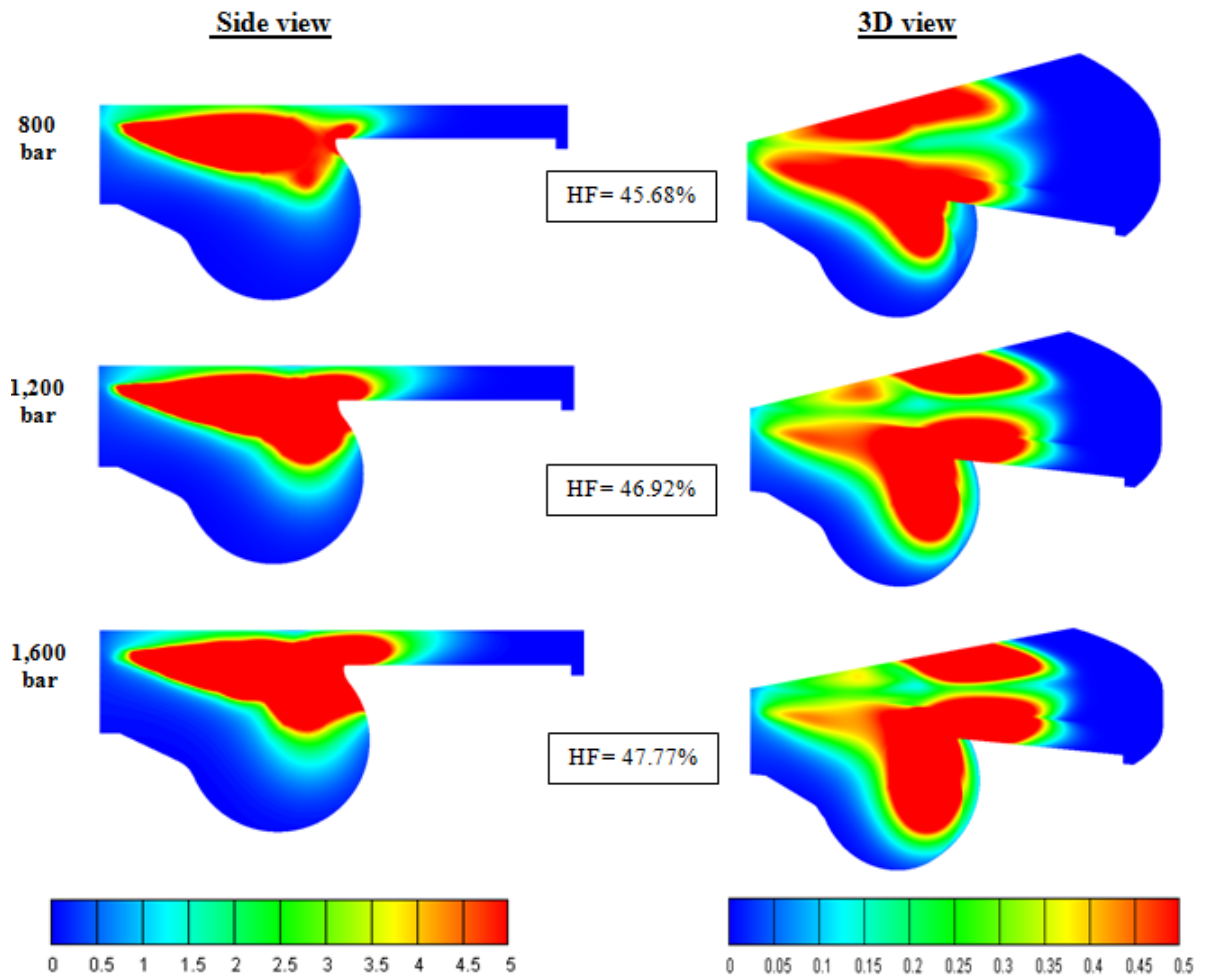 Side view
3D view
800
bar
HF= 45.68%
1,200
bar
HF= 46.92%
1,600
bar
HF= 47.77%
0 0.5 1 1.5 2 2.5 3 3.5 4 4.5 5
0 0.05 0.1 0.15 0.2 0.25 0.3 0.35 0.4 0.45 0.5